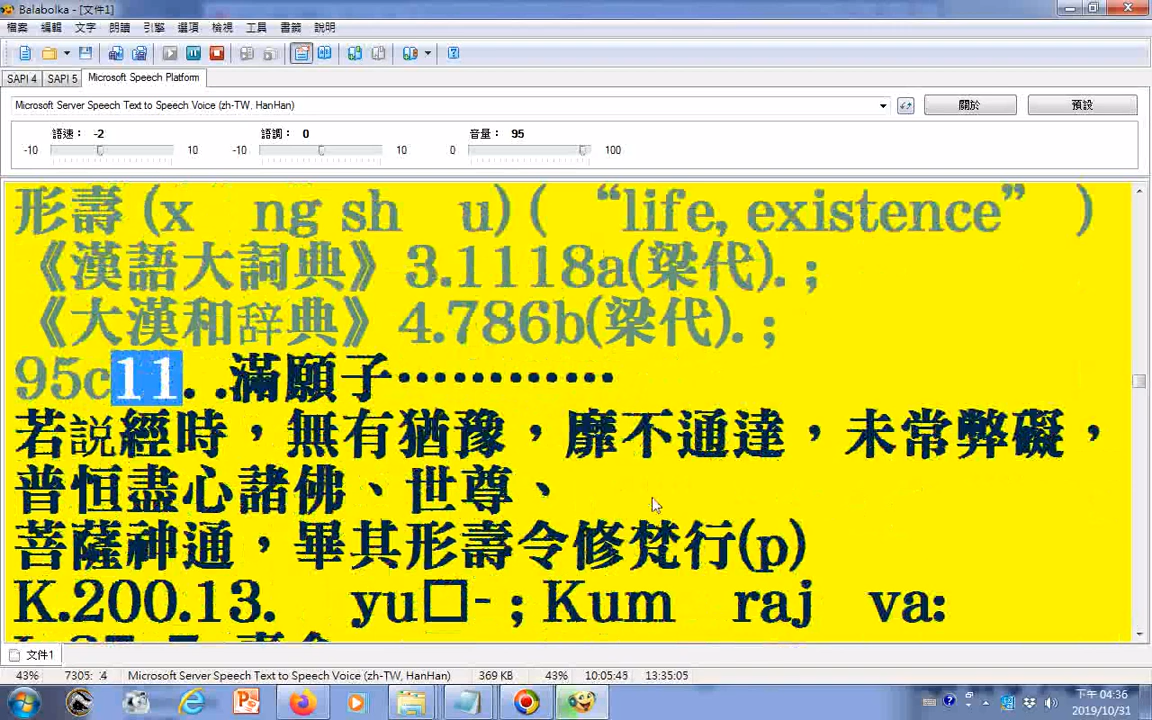 Balabolka - [文件1]
檔案 編輯 文字 朗讀 引擎 選項 檢視 工具 書籤 說明
SAPI 4 SAPI 5 Microsoft Speech Platform
Microsoft Server Speech Text to Speech Voice (zh-TW, HanHan) 關於 預設
語速： -2 語調： 0 音量： 95
-10 10 -10 10 0 100
形壽 (x ng sh u) ( “life, existence” )
《漢語大詞典》 3.1118a(梁代). ;
《大漢和辞典》 4.786b(梁代). ;
95c11. .滿願子…………
若説經時，無有猶豫，靡不通達，未常弊礙，
普恒盡心諸佛、世尊、
菩薩神通，畢其形壽令修梵行(p)
K.200.13. yu□- ; Kum raj va:
文件1
43% 7305: :4 Microsoft Server Speech Text to Speech Voice (zh-TW, HanHan) 369 KB 43% 10:05:45 13:35:05
下午 04:36
2019/10/31